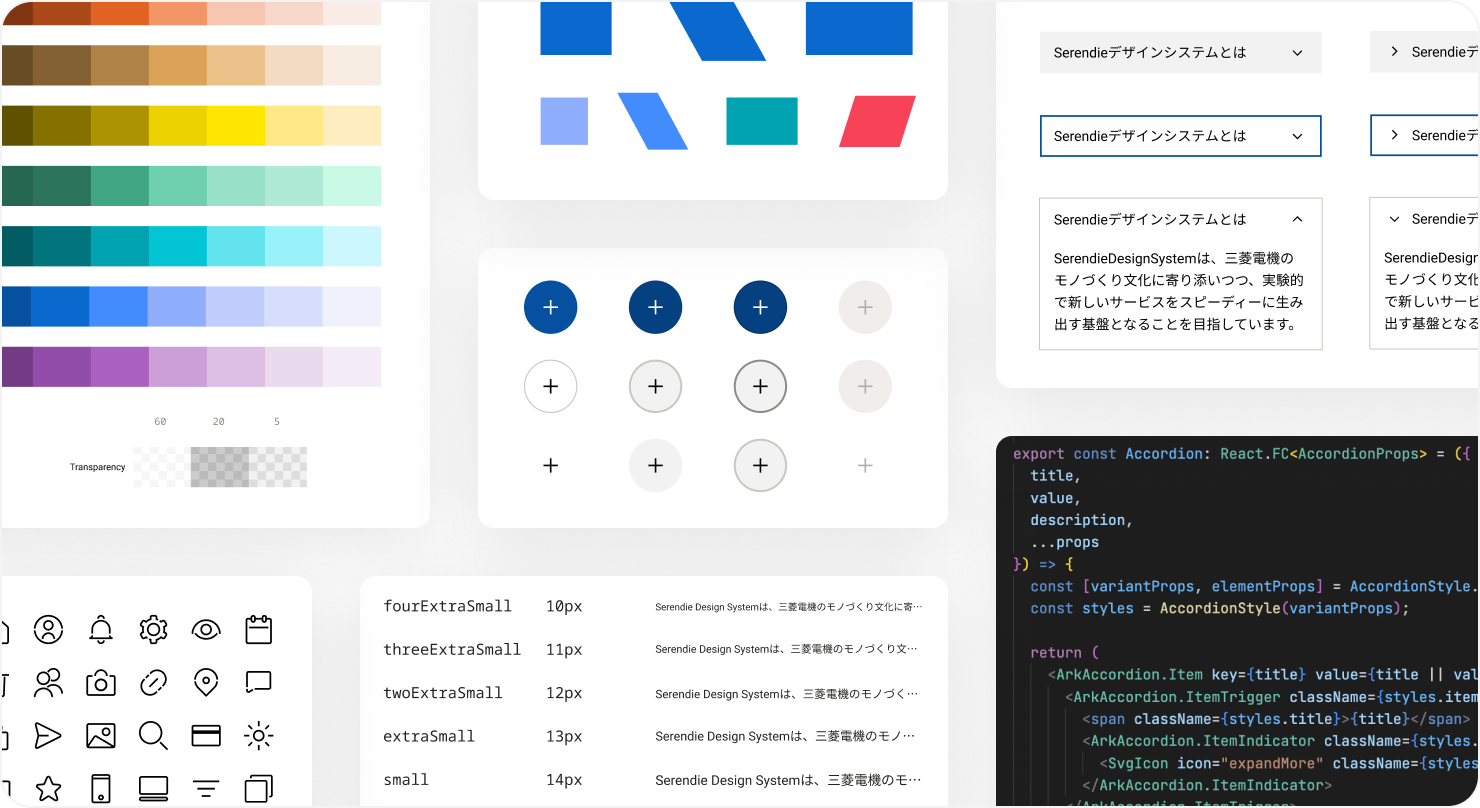 60 20 5
Transparency
Serendieデザインシステムとは
Serendieデ
Serendieデザインシステムとは
Serendieデ
Serendieデザインシステムとは
SerendieDesignSystemは、三菱電機の
モノづくり文化に寄り添いつつ、実験的
で新しいサービスをスピーディーに生み
出す基盤となることを目指しています。
Serendieデ
SerendieDesign
モノづくり文化
で新しいサービ
出す基盤となる
fourExtraSmall 10px Serendie Design Systemは、三菱電機のモノづくり文化に寄…
threeExtraSmall 11px Serendie Design Systemは、三菱電機のモノづくり文…
twoExtraSmall 12px Serendie Design Systemは、三菱電機のモノづく…
extraSmall 13px Serendie Design Systemは、三菱電機のモノ…
small 14px Serendie Design Systemは、三菱電機のモ…
export const Accordion: React.FC<AccordionProps> = ({
title,
value,
description,
...props
}) => {
const [variantProps, elementProps] = AccordionStyle.
const styles = AccordionStyle(variantProps);
return (
<ArkAccordion.Item key={title} value={title || val
<ArkAccordion.ItemTrigger className={styles.item
<span className={styles.title}>{title}</span>
<ArkAccordion.ItemIndicator className={styles.
<SvgIcon icon="expandMore" className={styles
</ArkAccordion.ItemIndicator>
</ArkAccordion.ItemTrigger>